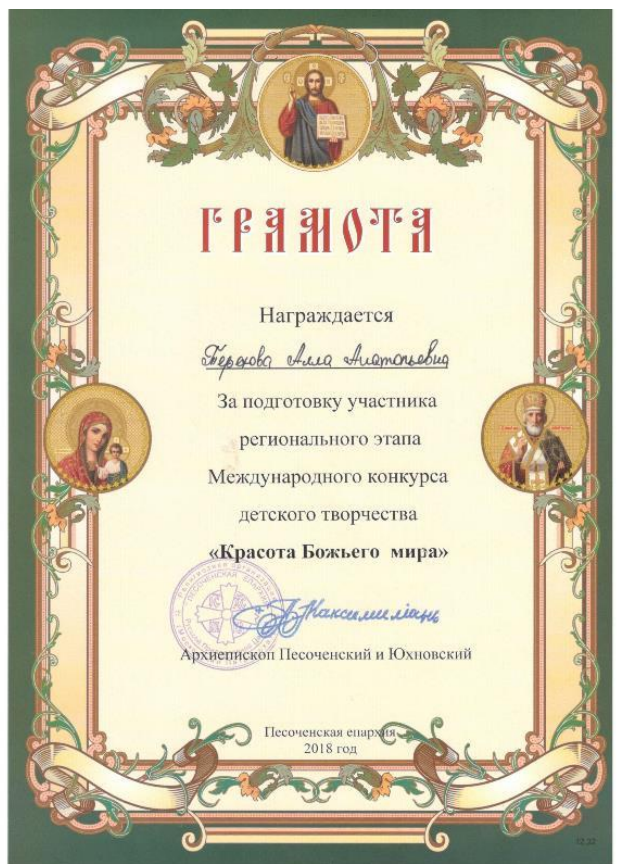 ГРАМОТА
Награждается
Терехова Алла Анатольевна
За подготовку участника
регионального этапа
Международного конкурса
детского творчества
«Красота Божьего мира»
Максимилианъ
Архиепископ Песоченский и Юхновский
Песоченская епархия
2018 год